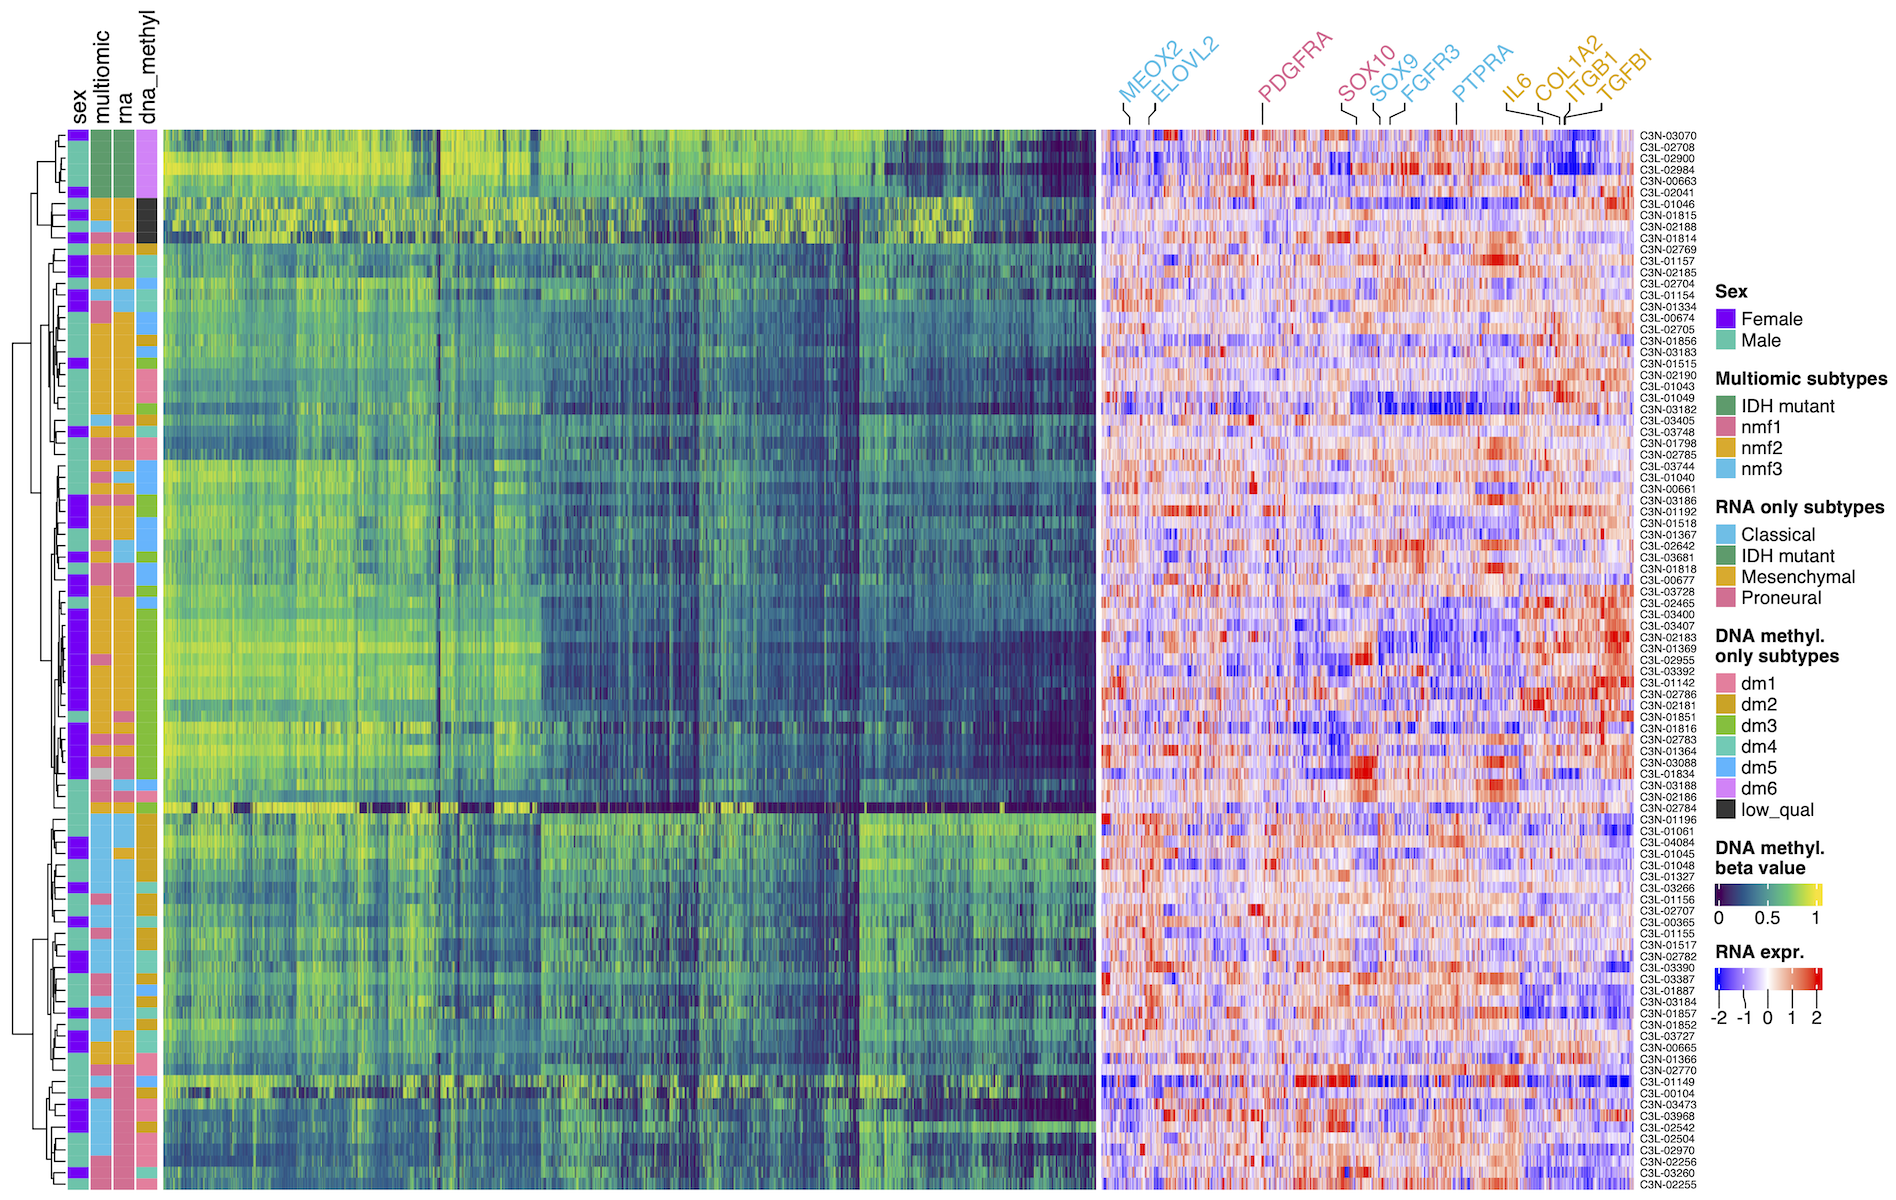 sex
multiomic
rna
dna_methyl
MEOX2
ELOVL2
PDGFRA
SOX10
SOX9
FGFR3
PTPRA
IL6
COL1A2
ITGB1
TGFBI
C3N-03070
C3L-02708
C3L-02900
C3L-02984
C3N-00663
C3L-02041
C3L-01046
C3N-01815
C3N-02188
C3N-01814
C3N-02769
C3L-01157
C3N-02185
C3L-02704
C3L-01154
C3N-01334
C3L-00674
C3L-02705
C3N-01856
C3N-03183
C3N-01515
C3N-02190
C3L-01043
C3L-01049
C3N-03182
C3L-03405
C3L-03748
C3N-01798
C3N-02785
C3L-03744
C3L-01040
C3N-00661
C3N-03186
C3N-01192
C3N-01518
C3N-01367
C3L-02642
C3L-03681
C3N-01818
C3L-00677
C3L-03728
C3L-02465
C3L-03400
C3L-03407
C3N-02183
C3N-01369
C3L-02955
C3L-03392
C3L-01142
C3N-02786
C3N-02181
C3N-01851
C3N-01816
C3N-02783
C3N-01364
C3N-03088
C3L-01834
C3N-03188
C3N-02186
C3N-02784
C3N-01196
C3L-01061
C3L-04084
C3L-01045
C3L-01048
C3L-01327
C3L-03266
C3L-01156
C3L-02707
C3L-00365
C3L-01155
C3N-01517
C3N-02782
C3L-03390
C3L-03387
C3L-01887
C3N-03184
C3N-01857
C3N-01852
C3L-03727
C3N-00665
C3N-01366
C3N-02770
C3L-01149
C3L-00104
C3N-03473
C3L-03968
C3L-02542
C3L-02504
C3L-02970
C3N-02256
C3L-03260
C3N-02255
Sex
Female
Male
Multiomic subtypes
IDH mutant
nmf1
nmf2
nmf3
RNA only subtypes
Classical
IDH mutant
Mesenchymal
Proneural
DNA methyl.
only subtypes
dm1
dm2
dm3
dm4
dm5
dm6
low_qual
DNA methyl.
beta value
0 0.5 1
RNA expr.
-2 -1 0 1 2